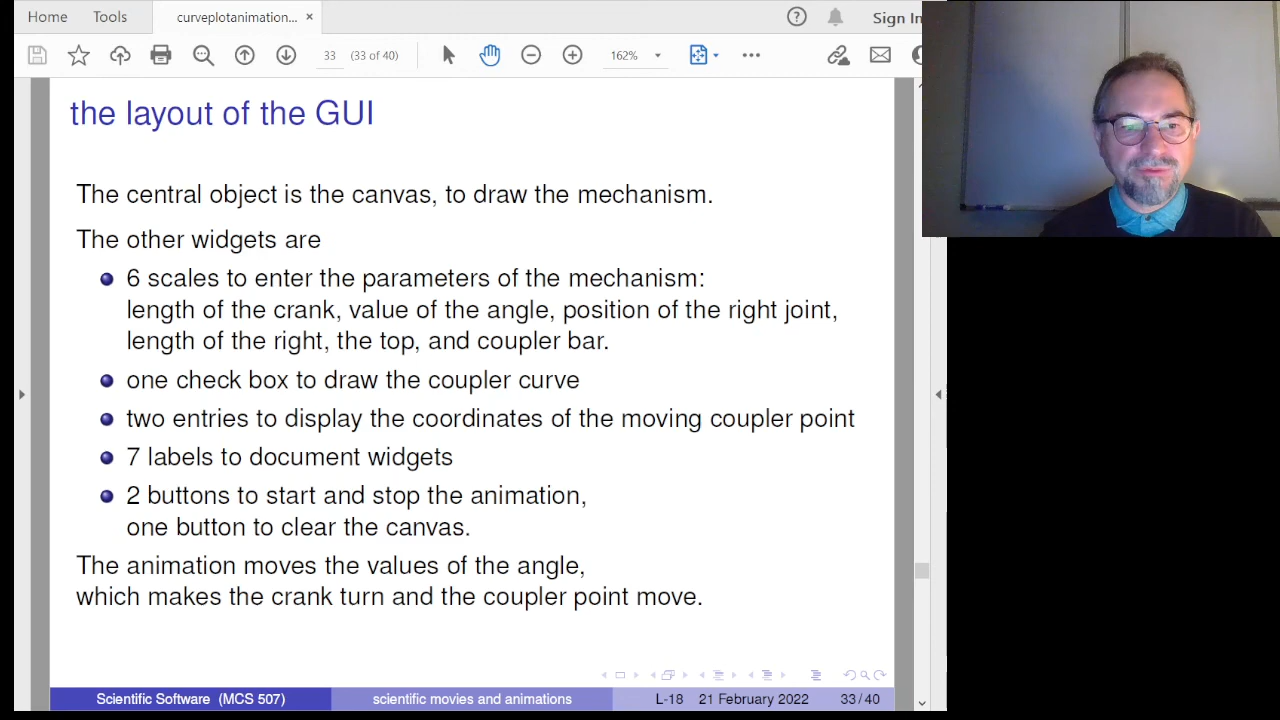 Home Tools curveplotanimation... × Sign In
33 (33 of 40) 162%
the layout of the GUI
The central object is the canvas, to draw the mechanism.
The other widgets are
6 scales to enter the parameters of the mechanism:
length of the crank, value of the angle, position of the right joint,
length of the right, the top, and coupler bar.
one check box to draw the coupler curve
two entries to display the coordinates of the moving coupler point
7 labels to document widgets
2 buttons to start and stop the animation,
one button to clear the canvas.
The animation moves the values of the angle,
which makes the crank turn and the coupler point move.
Scientific Software (MCS 507) scientific movies and animations L-18 21 February 2022 33 / 40